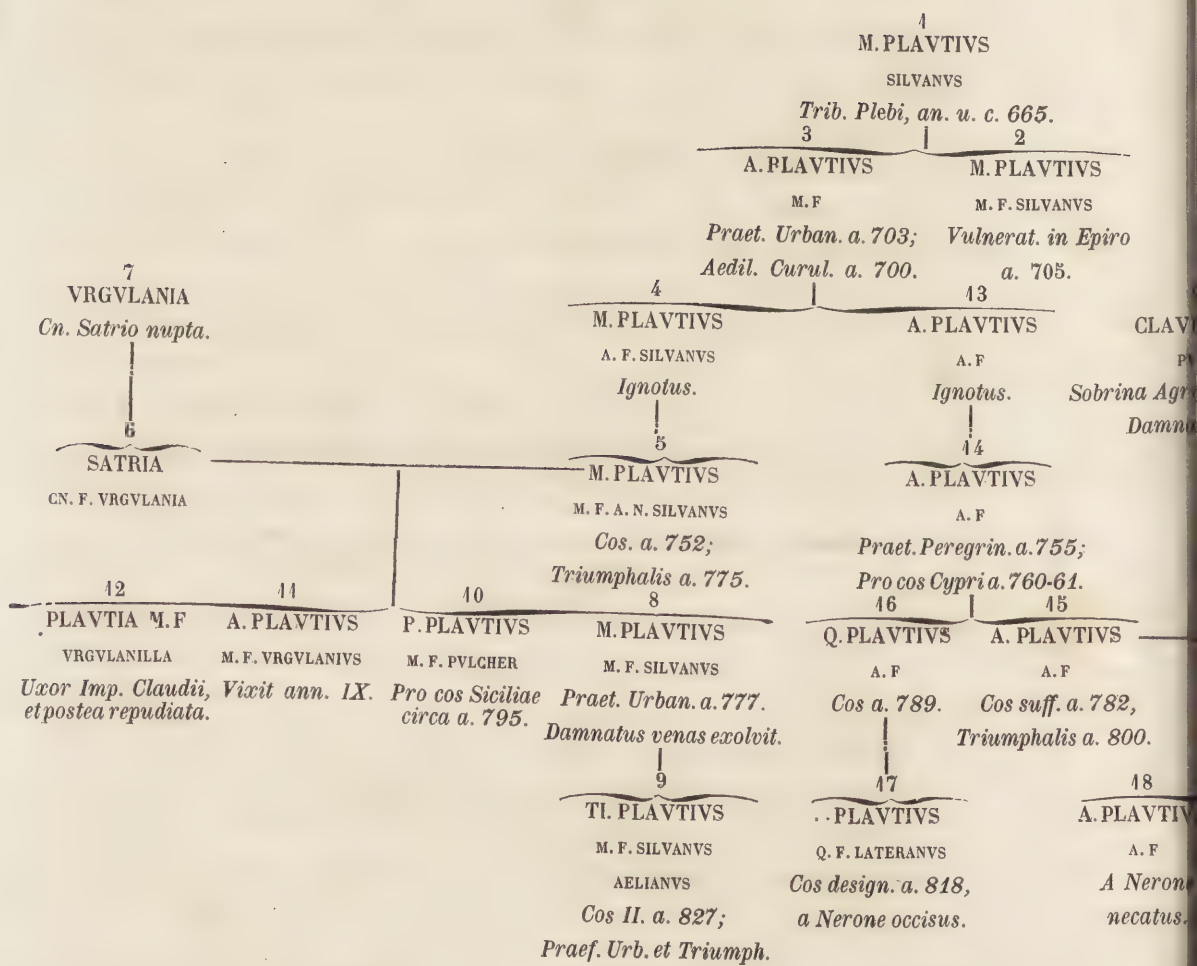 1
M. PLAVTIVS
SILVANVS
Trib. Plebi, an. u. c. 665.
3
A. PLAVTIVS
M. F
Praet. Urban. a. 703;
Aedil. Curul. a. 700.
2
M. PLAVTIVS
M. F. SILVANVS
Vulnerat. in Epiro
a. 705.
7
VRGVLANIA
Cn. Satrio nupta.
4
M. PLAVTIVS
A. F. SILVANVS
Ignotus.
13
A. PLAVTIVS
A. F
Ignotus.
CLAV
P
Sobrina Agr
Damn
6
SATRIA
CN. F. VRGVLANIA
5
M. PLAVTIVS
M. F. A. N. SILVANVS
Cos. a. 752;
Triumphalis a. 775.
14
A. PLAVTIVS
A. F
Praet. Peregrin. a. 755;
Pro cos Cypri a. 760-61.
12
PLAVTIA M. F
VRGVLANILLA
Uxor Imp. Claudii,
et postea repudiata.
11
A. PLAVTIVS
M. F. VRGVLANIVS
Vixit ann. IX.
10
P. PLAVTIVS
M. F. PVLCHER
Pro cos Siciliae
circa a. 795.
8
M. PLAVTIVS
M. F. SILVANVS
Praet. Urban. a. 777.
Damnatus venas exolvit.
16
Q. PLAVTIVS
A. F
Cos a. 789.
15
A. PLAVTIVS
A. F
Cos suff. a. 782,
Triumphalis a. 800.
9
TI. PLAVTIVS
M. F. SILVANVS
AELIANVS
Cos II. a. 827;
Praef. Urb. et Triumph.
17
. . PLAVTIVS
Q. F. LATERANVS
Cos design. a. 818,
a Nerone occisus.
18
A. PLAVTIV
A. F
A Nerone
necatus.